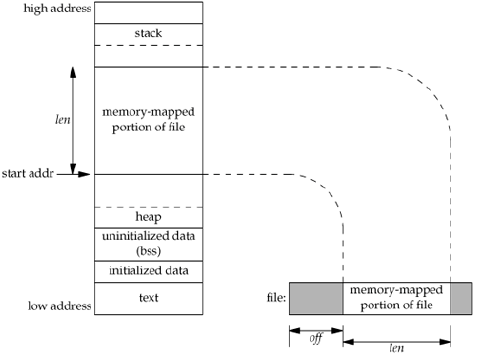 high address
stack
len
memory-mapped
portion of file
start addr
heap
uninitialized data
(bss)
initialized data
low address
text
file:
memory-mapped
portion of file
off
len